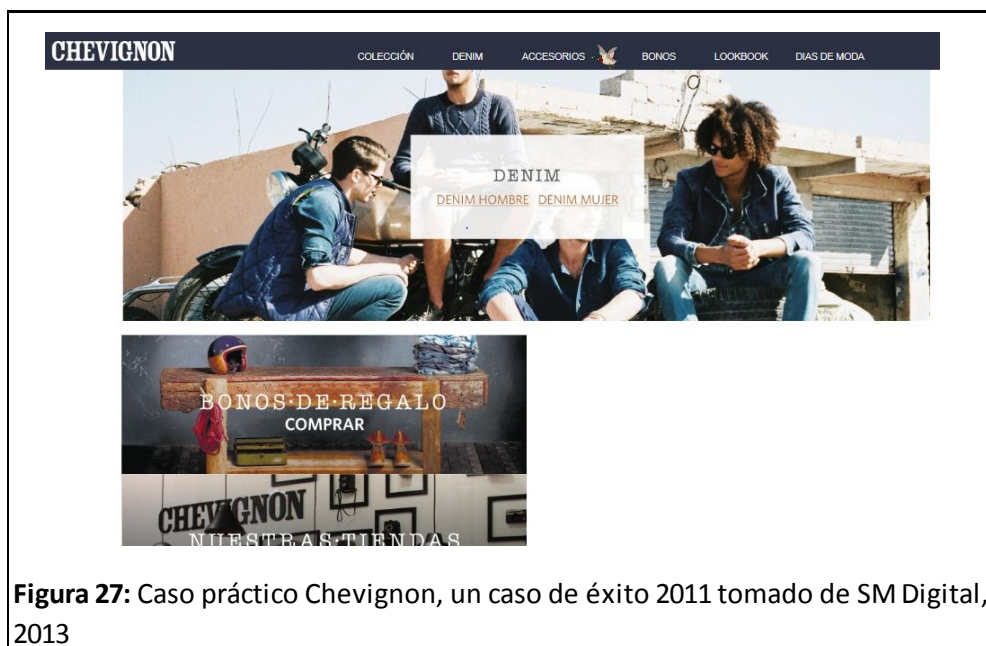 CHEVIGNON
COLECCIÓN DENIM ACCESORIOS BONOS LOOKBOOK DIAS DE MODA
DENIM
DENIM HOMBRE DENIM MUJER
BONOS·DE·REGALO
COMPRAR
CHEVIGNON
NUESTRAS·TIENDAS
Figura 27: Caso práctico Chevignon, un caso de éxito 2011 tomado de SM Digital,
2013